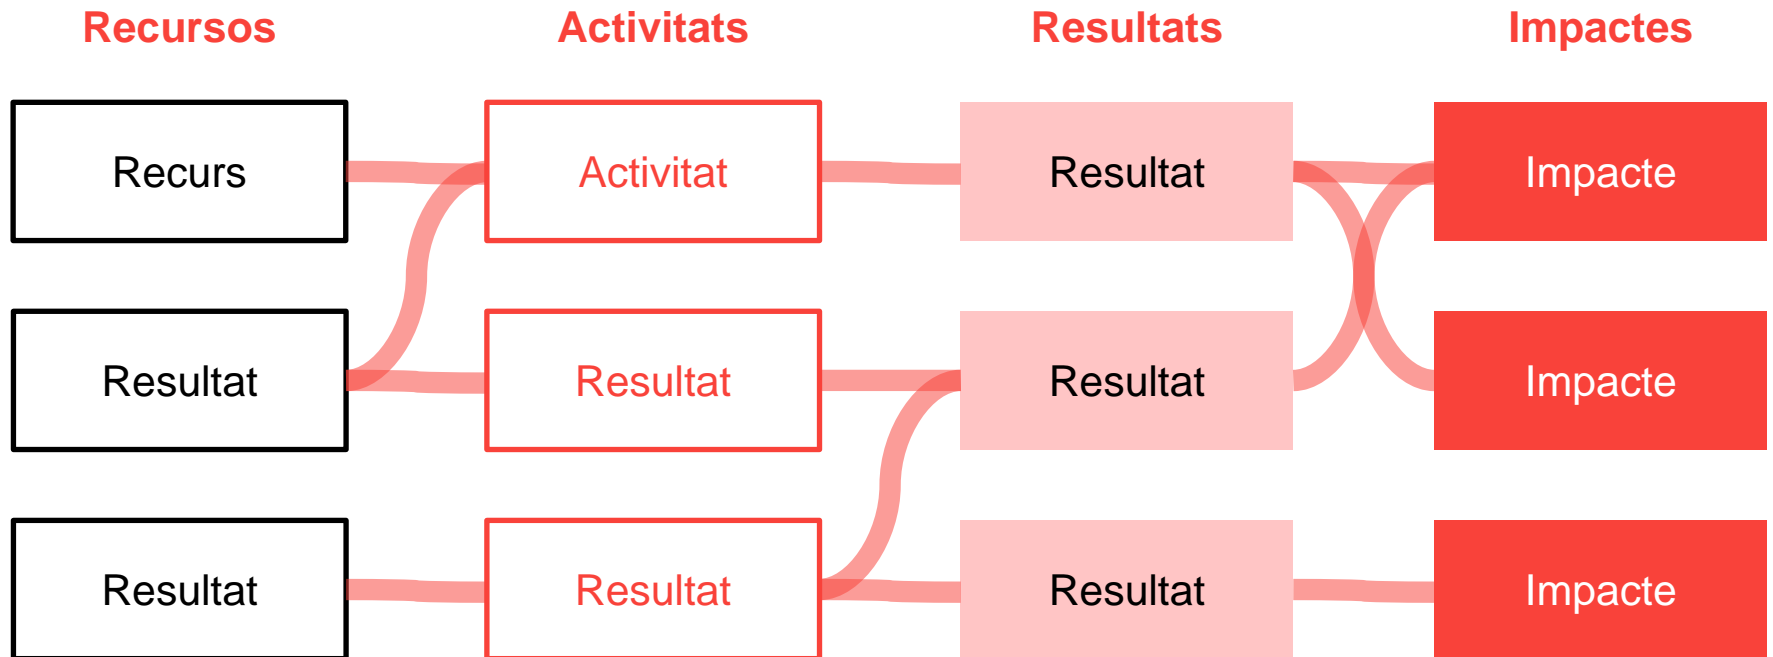 Recursos Activitats Resultats Impactes
Recurs Activitat Resultat Impacte
Resultat Resultat Resultat Impacte
Resultat Resultat Resultat Impacte